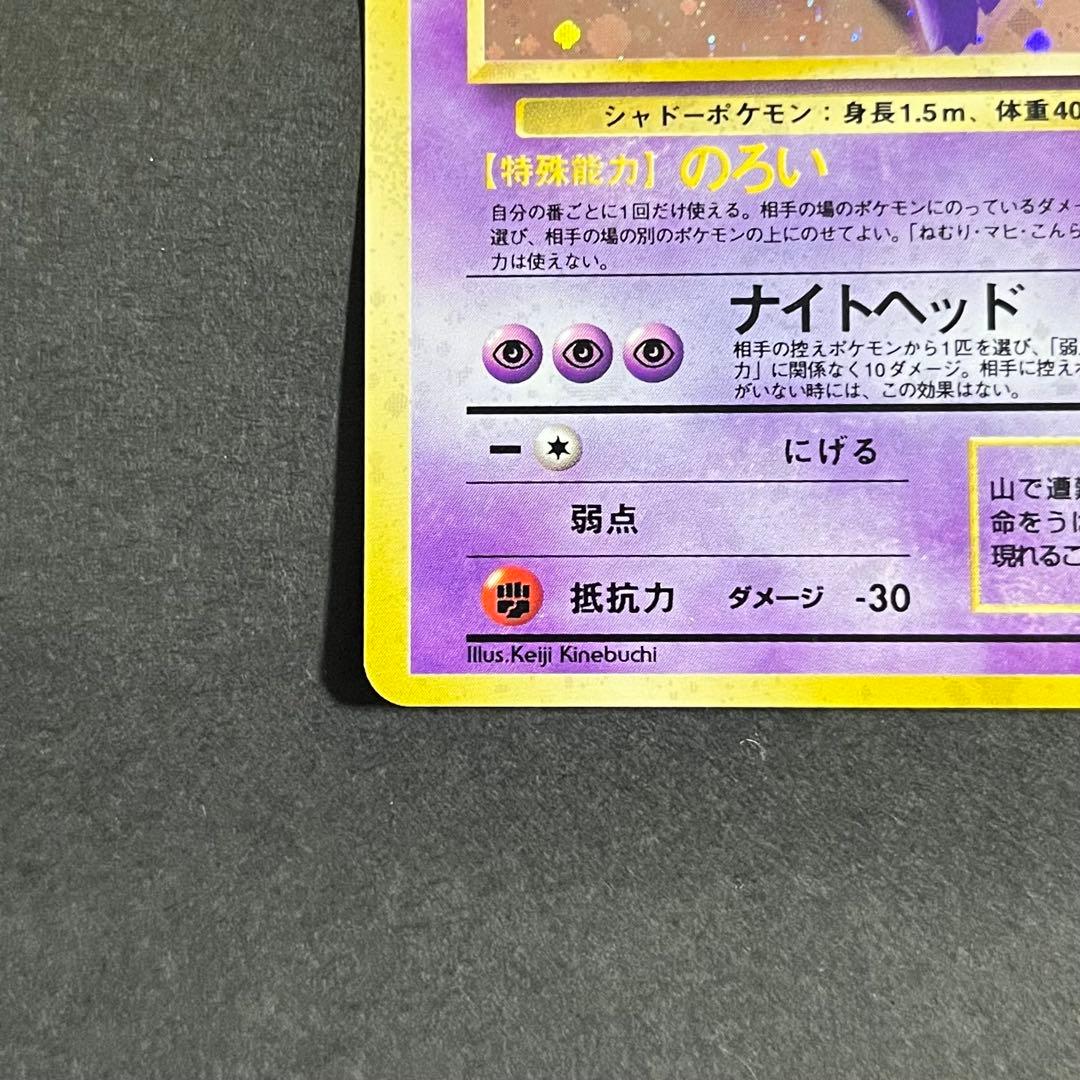 シャドーポケモン：身長1.5m、体重40
【特殊能力】 のろい
自分の番ごとに1回だけ使える。相手の場のポケモンにのっているダメー
選び、相手の場の別のポケモンの上にのせてよい。「ねむり・マヒ・こんら
力は使えない。
ナイトヘッド
相手の控えポケモンから1匹を選び、「弱
力」に関係なく10ダメージ。相手に控え
がいない時には、この効果はない。
ー にげる
弱点
抵抗力 ダメージ -30
山で遭難
命をうば
現れるこ
Illus.Keiji Kinebuchi